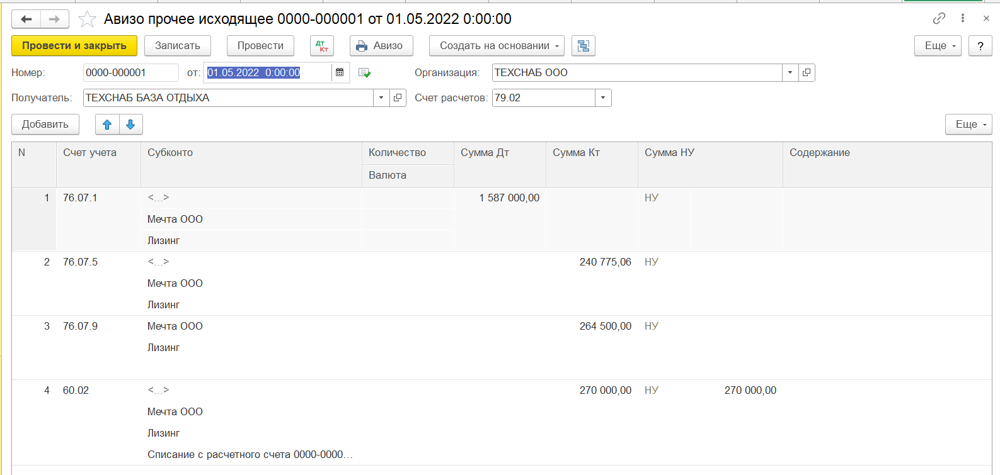 Авизо прочее исходящее 0000-000001 от 01.05.2022 0:00:00
Провести и закрыть Записать Провести Дт Кт Авизо Создать на основании Еще ?
Номер: 0000-000001 от: 01.05.2022 0:00:00 Организация: ТЕХСНАБ ООО
Получатель: ТЕХСНАБ БАЗА ОТДЫХА Счет расчетов: 79.02
Добавить Еще
N Счет учета Субконто Количество Сумма Дт Сумма Кт Сумма НУ Содержание
Валюта
1 76.07.1 <...> 1 587 000,00 НУ
Мечта ООО
Лизинг
2 76.07.5 <...> 240 775,06 НУ
Мечта ООО
Лизинг
3 76.07.9 Мечта ООО 264 500,00 НУ
Лизинг
4 60.02 <...> 270 000,00 НУ 270 000,00
Мечта ООО
Лизинг
Списание с расчетного счета 0000-0000...